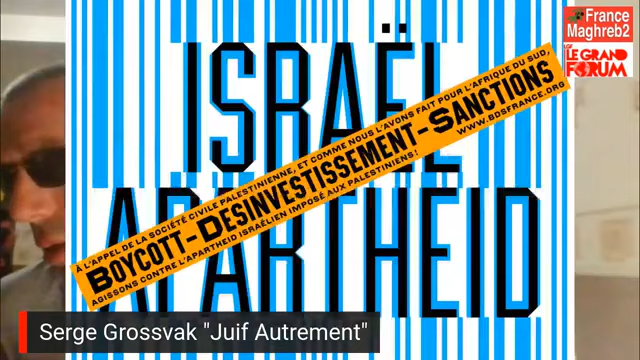 France
Maghreb2
LE GRAND
FORUM
ISRAËL
APARTHEID
À L'APPEL DE LA SOCIÉTÉ CIVILE PALESTINIENNE, ET COMME NOUS L'AVONS FAIT POUR L'AFRIQUE DU SUD,
BOYCOTT-DÉSINVESTISSEMENT-SANCTIONS
AGISSONS CONTRE L'APARTHEID ISRAÉLIEN IMPOSÉ AUX PALESTINIENS !
WWW.BDSFRANCE.ORG
Serge Grossvak "Juif Autrement"